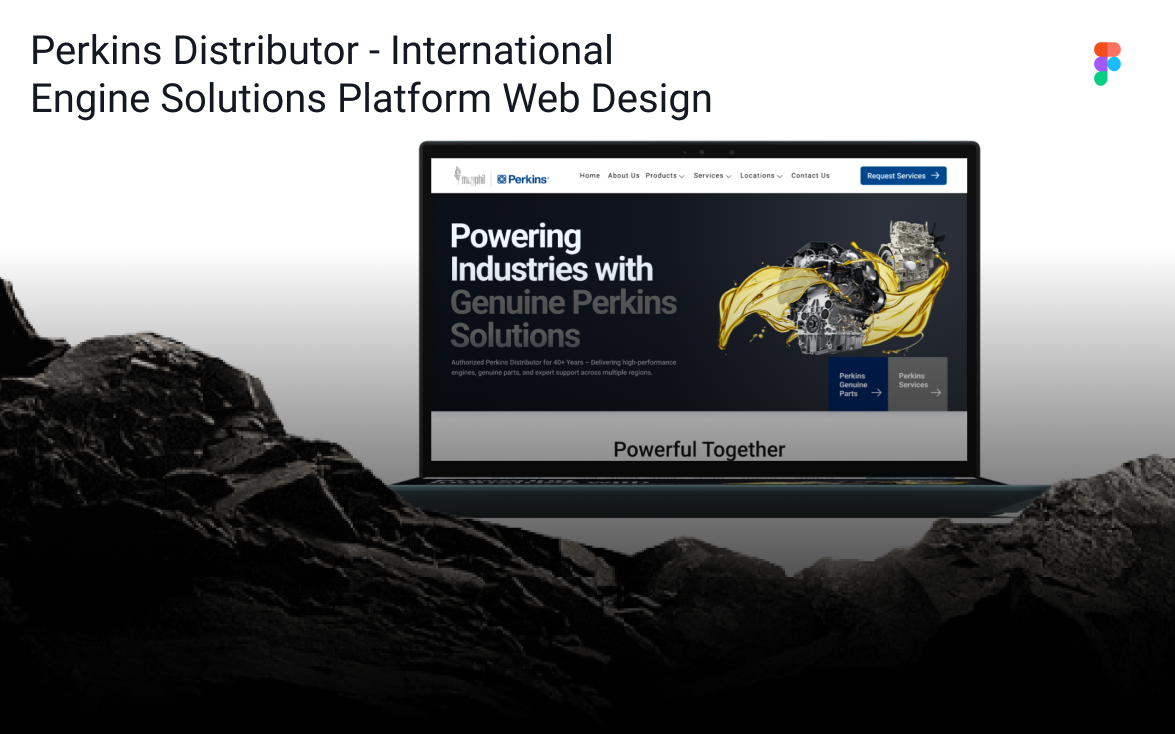 Perkins Distributor - International
Engine Solutions Platform Web Design
Perkins
Home About Us Products Services Locations Contact Us
Request Services
Powering
Industries with
Genuine Perkins
Solutions
Authorized Perkins Distributor for 40+ Years – Delivering high-performance
engines, genuine parts, and expert support across multiple regions.
Perkins
Genuine
Parts
Perkins
Services
Powerful Together